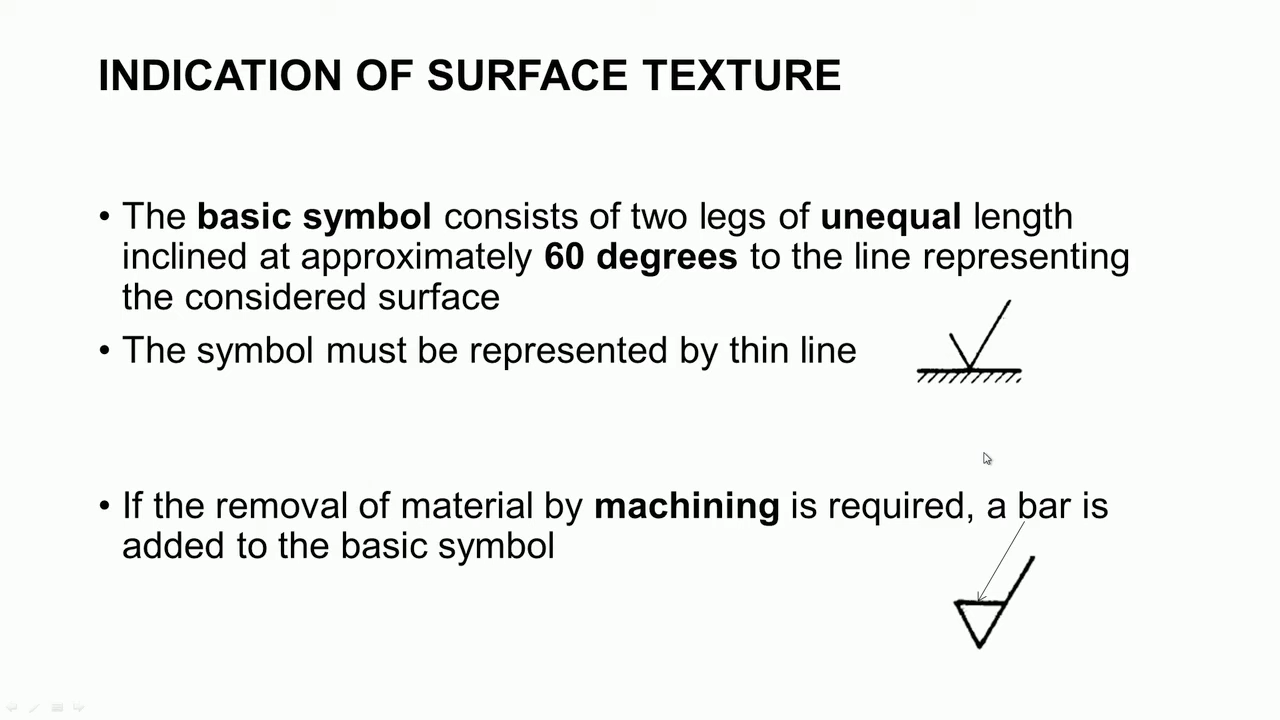 INDICATION OF SURFACE TEXTURE
• The basic symbol consists of two legs of unequal length
inclined at approximately 60 degrees to the line representing
the considered surface
• The symbol must be represented by thin line
• If the removal of material by machining is required, a bar is
added to the basic symbol